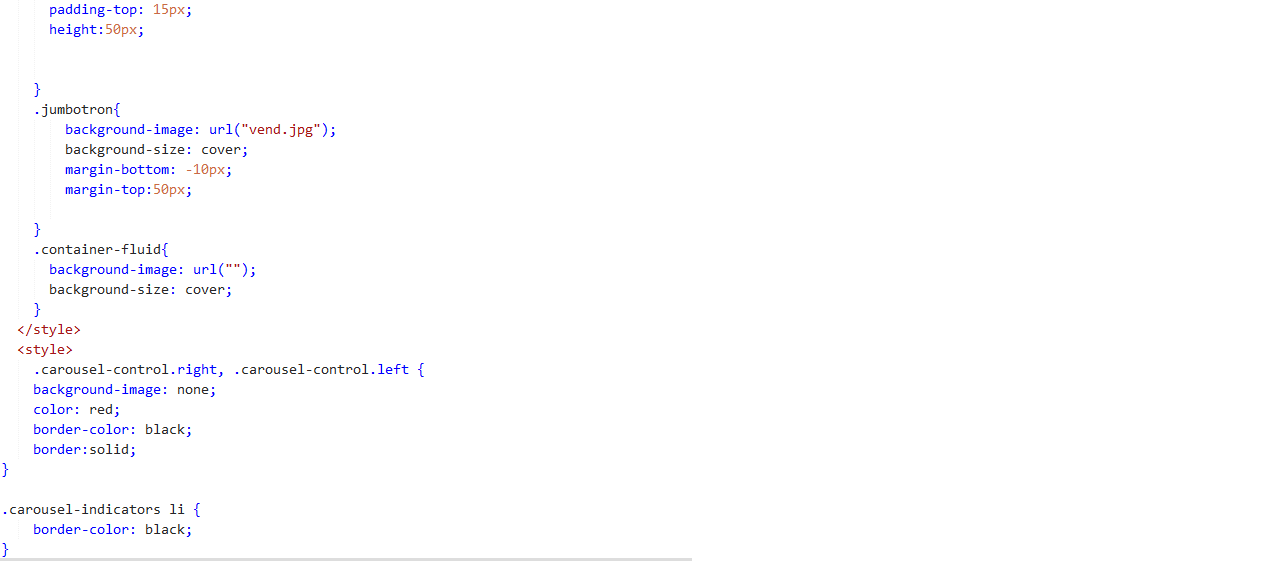 padding-top: 15px;
height:50px;
}
.jumbotron{
background-image: url("vend.jpg");
background-size: cover;
margin-bottom: -10px;
margin-top:50px;
}
.container-fluid{
background-image: url("");
background-size: cover;
}
</style>
<style>
.carousel-control.right, .carousel-control.left {
background-image: none;
color: red;
border-color: black;
border:solid;
}
.carousel-indicators li {
border-color: black;
}